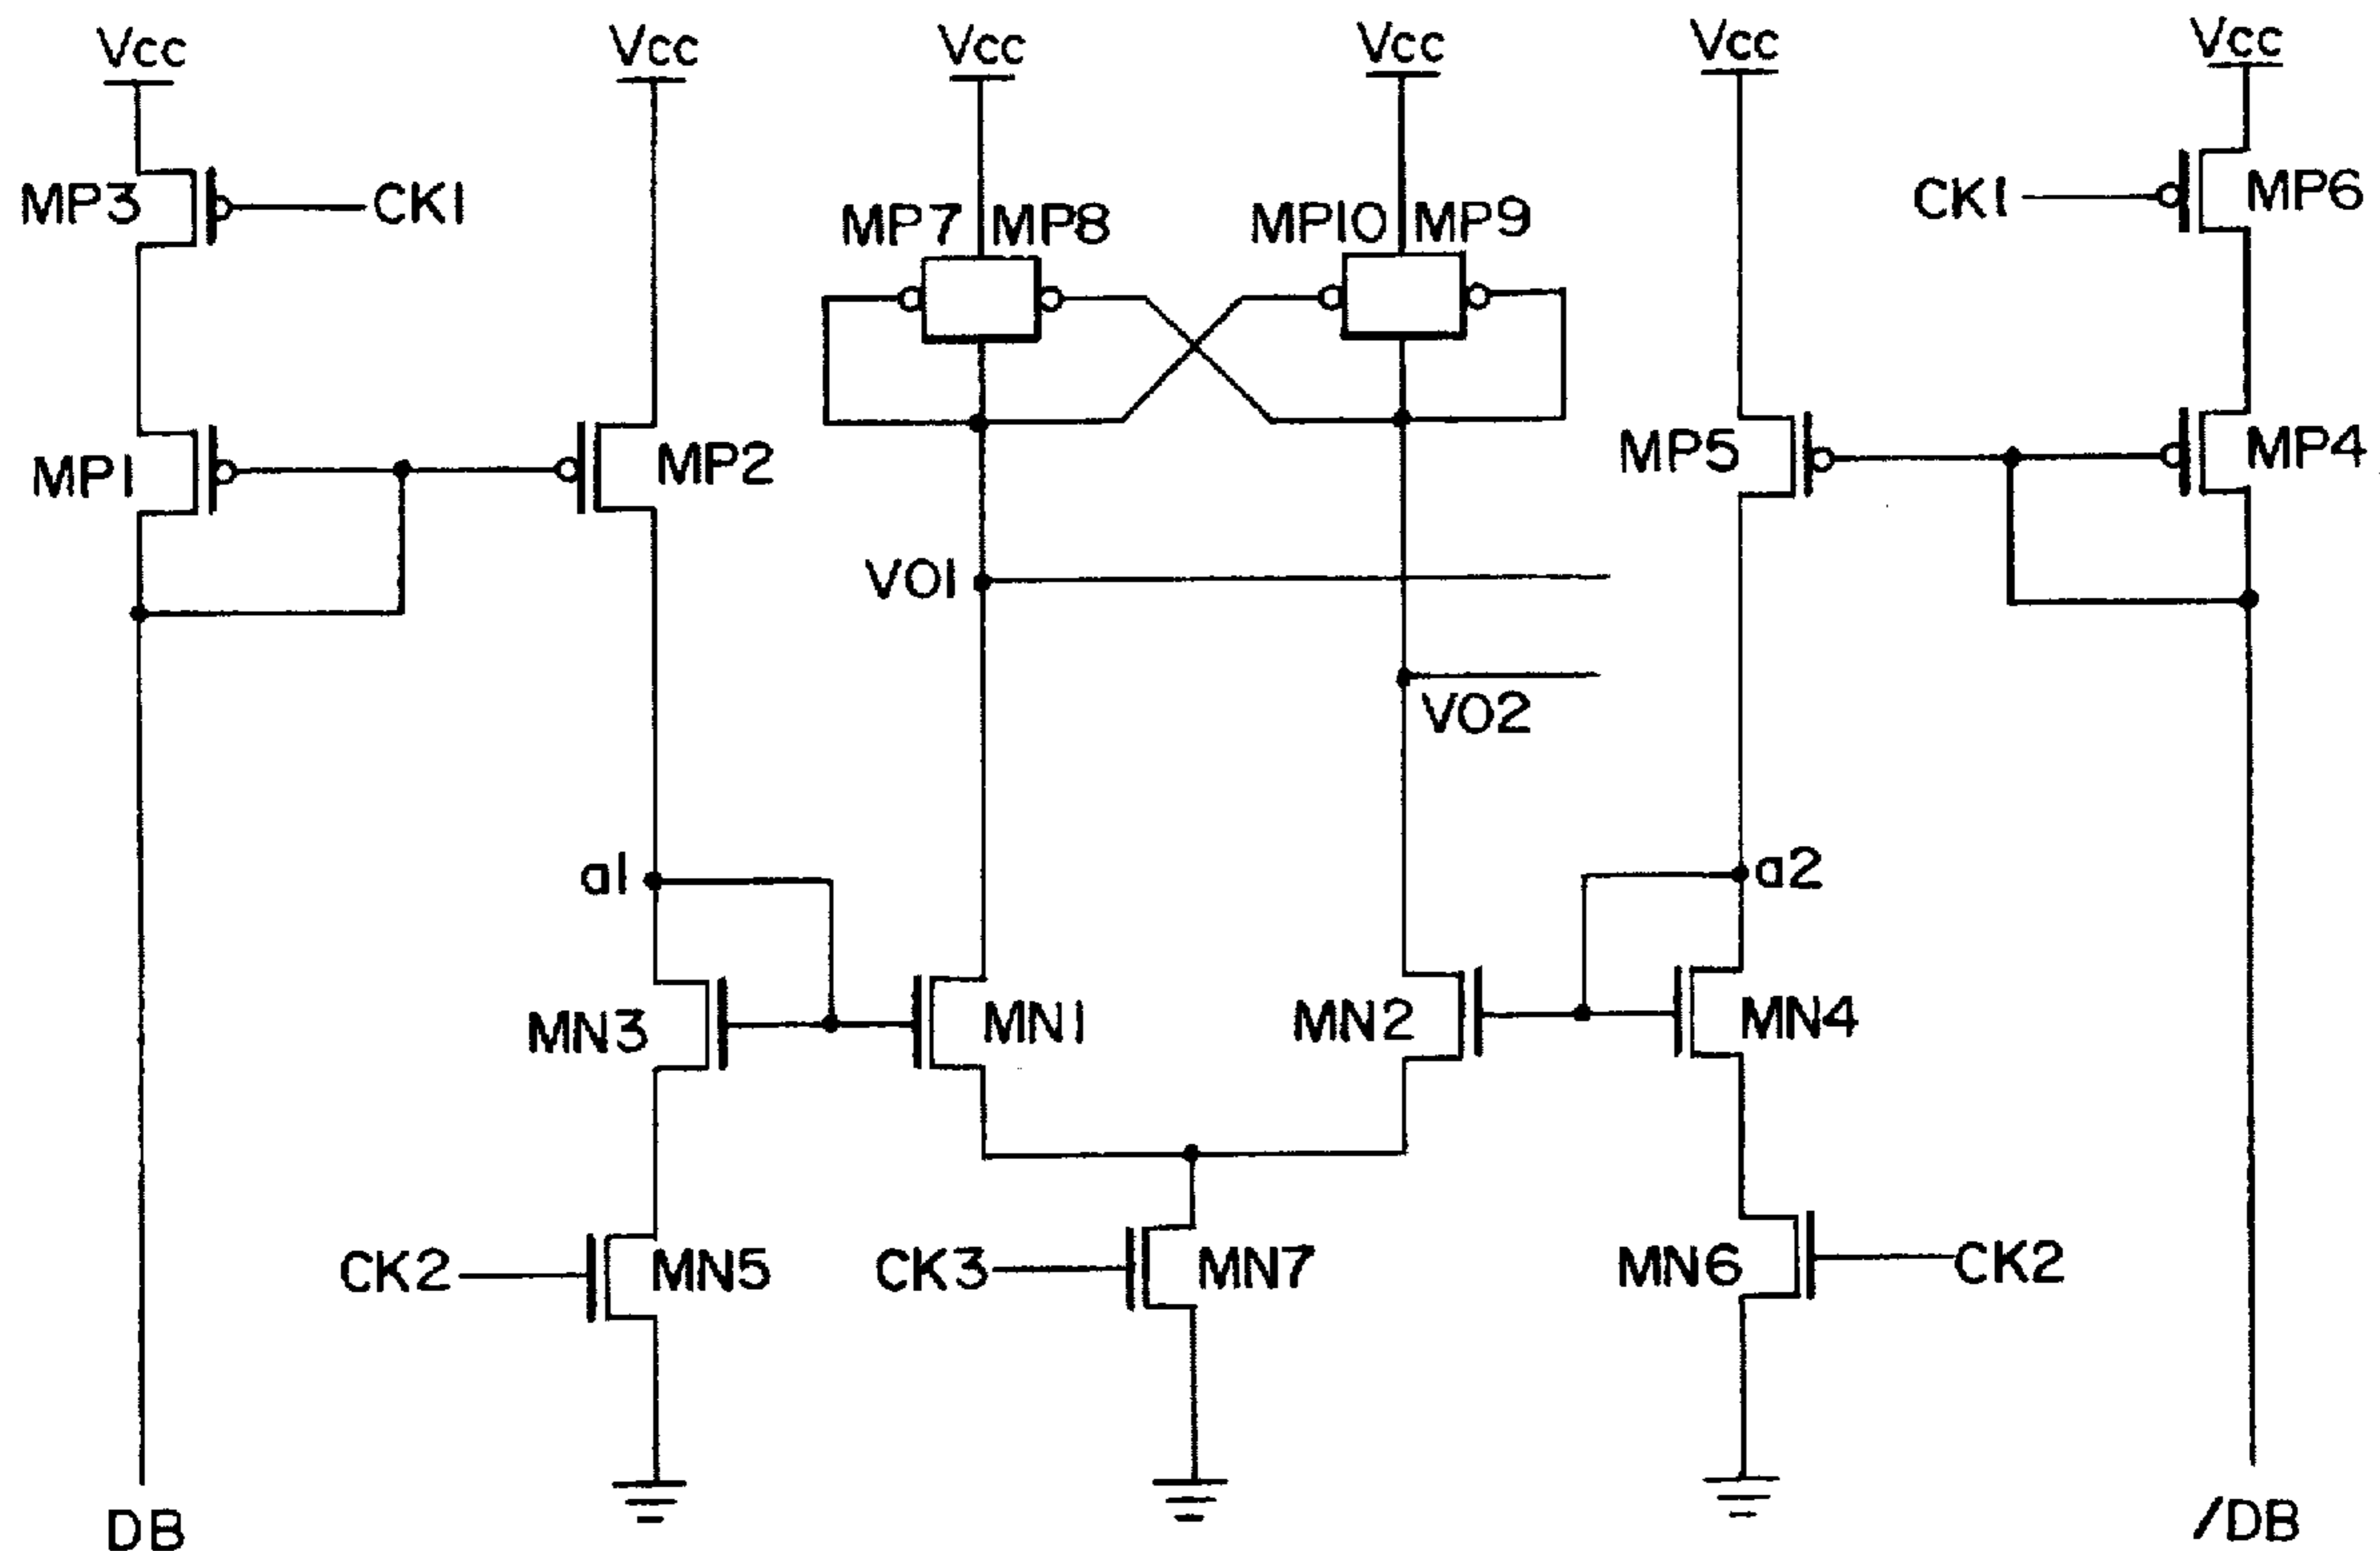 Vcc Vcc Vcc Vcc Vcc Vcc
MP3 CK1 MP7 MP8 MP10 MP9 CK1 MP6
MP1 MP2 MP5 MP4
VO1
VO2
a1 a2
MN3 MN1 MN2 MN4
CK2 MN5 CK3 MN7 MN6 CK2
DB /DB